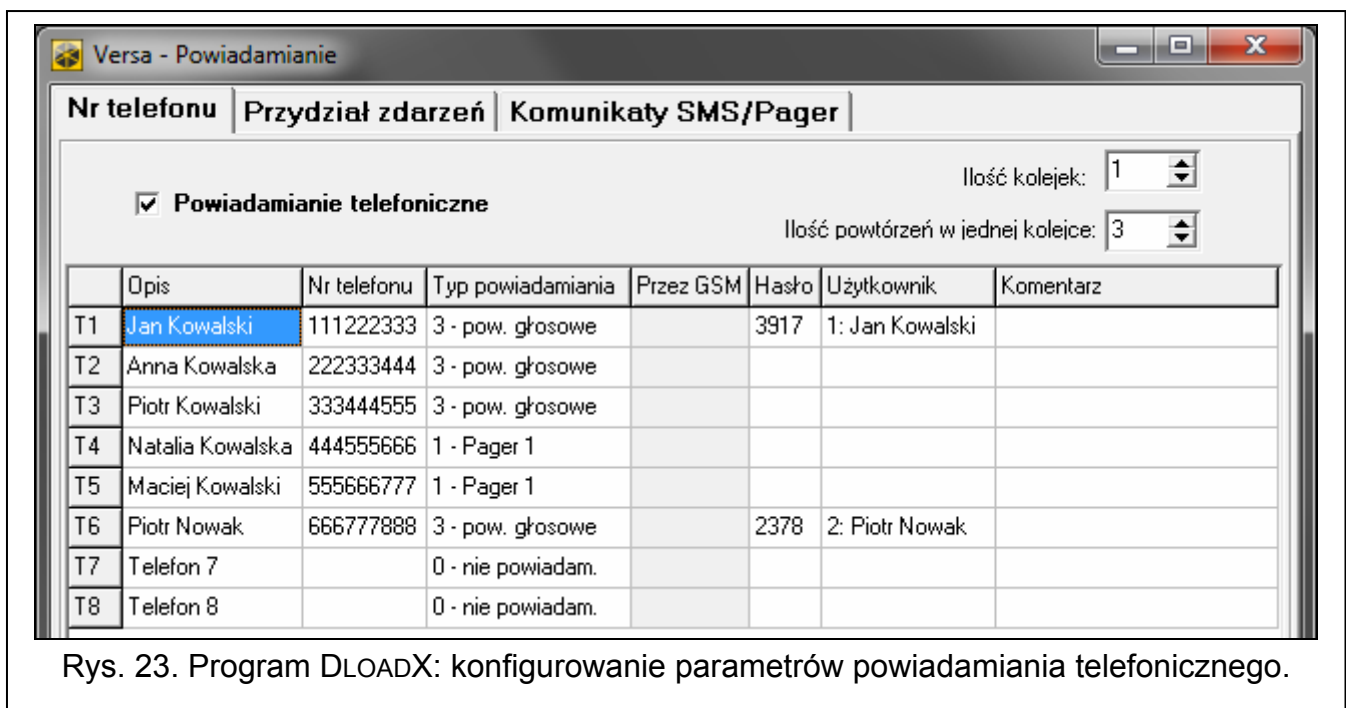 Versa - Powiadamianie
Nr telefonu Przydział zdarzeń Komunikaty SMS/Pager
Ilość kolejek: 1
Powiadamianie telefoniczne
Ilość powtórzeń w jednej kolejce: 3
Opis Nr telefonu Typ powiadamiania Przez GSM Hasło Użytkownik Komentarz
T1 Jan Kowalski 111222333 3 - pow. głosowe 3917 1: Jan Kowalski
T2 Anna Kowalska 222333444 3 - pow. głosowe
T3 Piotr Kowalski 333444555 3 - pow. głosowe
T4 Natalia Kowalska 444555666 1 - Pager 1
T5 Maciej Kowalski 555666777 1 - Pager 1
T6 Piotr Nowak 666777888 3 - pow. głosowe 2378 2: Piotr Nowak
T7 Telefon 7 0 - nie powiadam.
T8 Telefon 8 0 - nie powiadam.
Rys. 23. Program DLOADX: konfigurowanie parametrów powiadamiania telefonicznego.